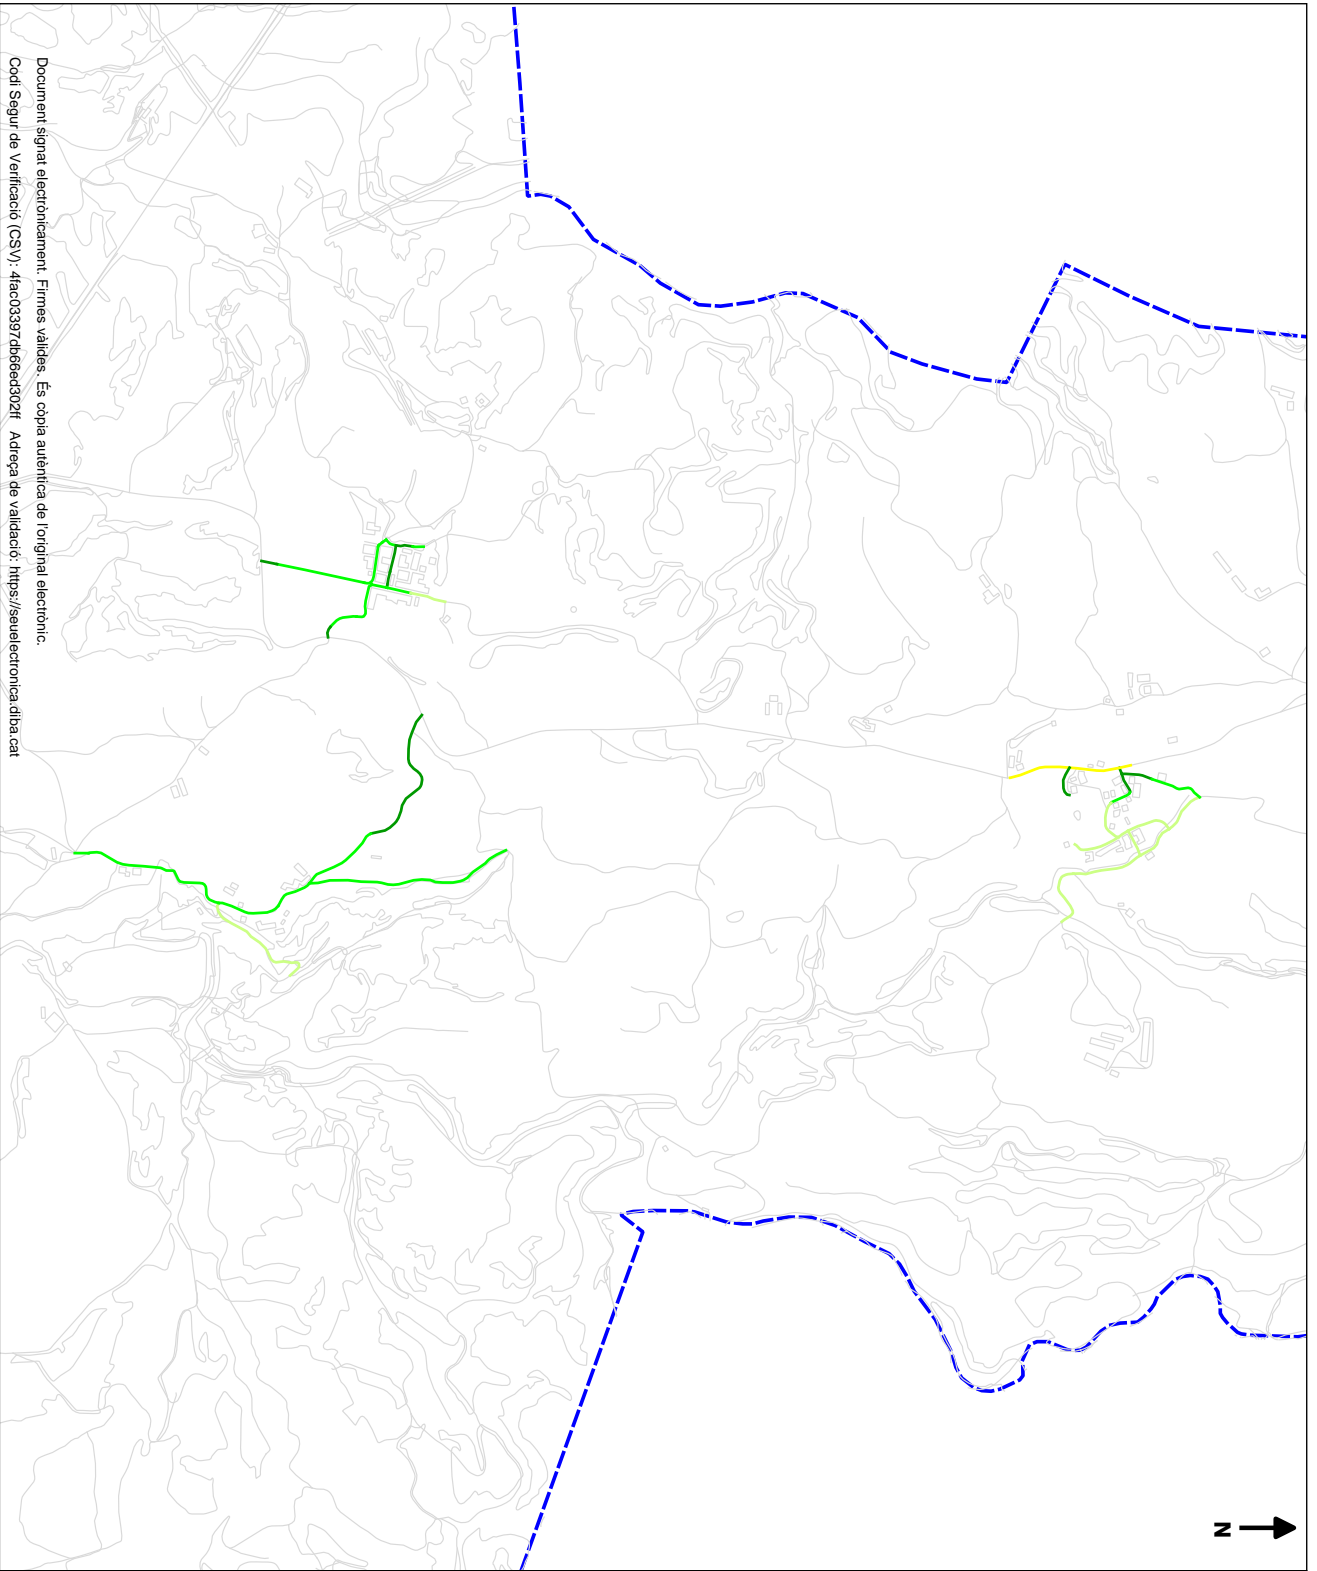 Document signat electrònicament. Firmes vàlides. És còpia autèntica de l'original electrònic.
Codi Segur de Verificació (CSV): 4fac03397db66ed302ff Adreça de validació: https://seuelectronica.diba.cat
N